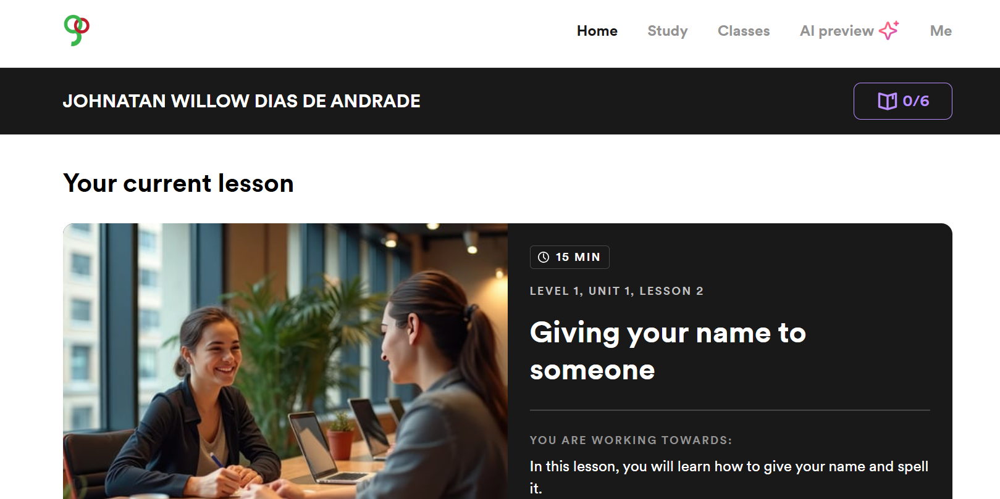 Home Study Classes AI preview Me
JOHNATAN WILLOW DIAS DE ANDRADE
0/6
Your current lesson
15 MIN
LEVEL 1, UNIT 1, LESSON 2
Giving your name to
someone
YOU ARE WORKING TOWARDS:
In this lesson, you will learn how to give your name and spell
it.